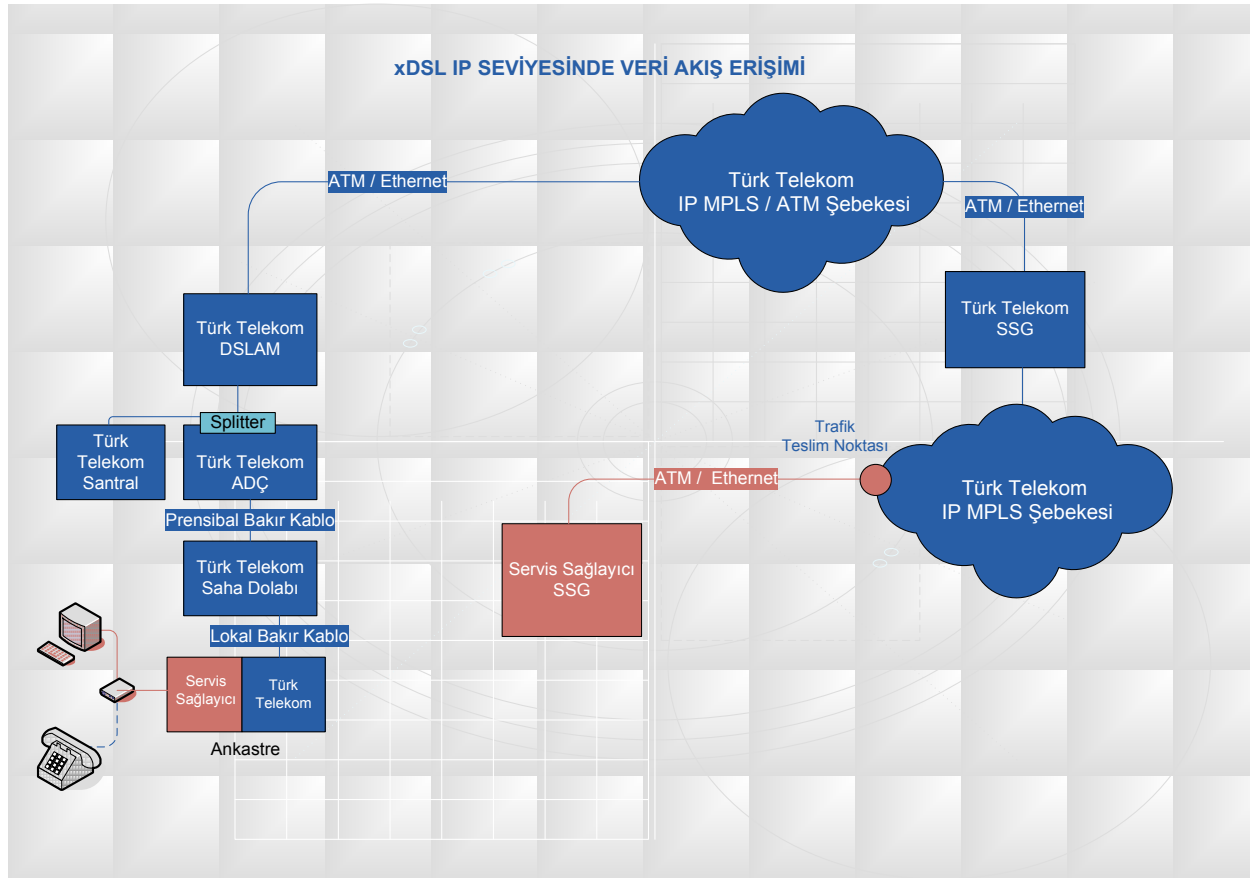 xDSL IP SEVİYESİNDE VERİ AKIŞ ERİŞİMİ
ATM / Ethernet
Türk Telekom
IP MPLS / ATM Şebekesi
ATM / Ethernet
Türk Telekom
DSLAM
Türk Telekom
SSG
Splitter
Türk
Telekom
Santral
Türk Telekom
ADÇ
Trafik
Teslim Noktası
ATM / Ethernet
Türk Telekom
IP MPLS Şebekesi
Prensibal Bakır Kablo
Türk Telekom
Saha Dolabı
Servis Sağlayıcı
SSG
Lokal Bakır Kablo
Servis
Sağlayıcı
Türk
Telekom
Ankastre